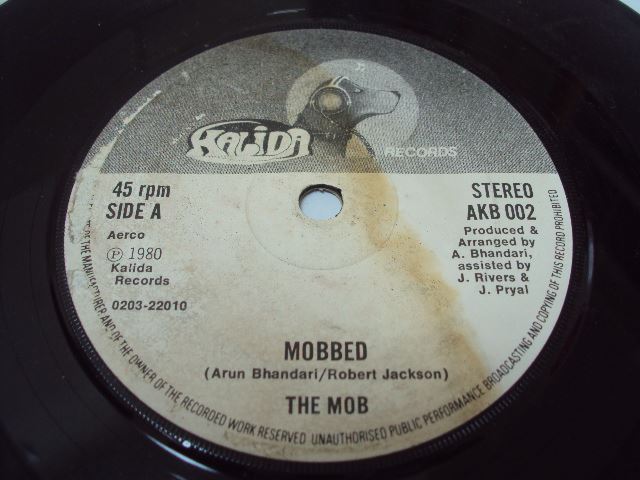 KALIDA
RECORDS
45 rpm
SIDE A
Aerco
Ⓟ 1980
Kalida
Records
0203-22010
STEREO
AKB 002
Produced &
Arranged by
A. Bhandari,
assisted by
J. Rivers &
J. Pryal
MOBBED
(Arun Bhandari/Robert Jackson)
THE MOB
OF THE MANUFACTURER AND OF THE OWNER OF THE RECORDED WORK RESERVED UNAUTHORISED PUBLIC PERFORMANCE BROADCASTING AND COPYING OF THIS RECORD PROHIBITED